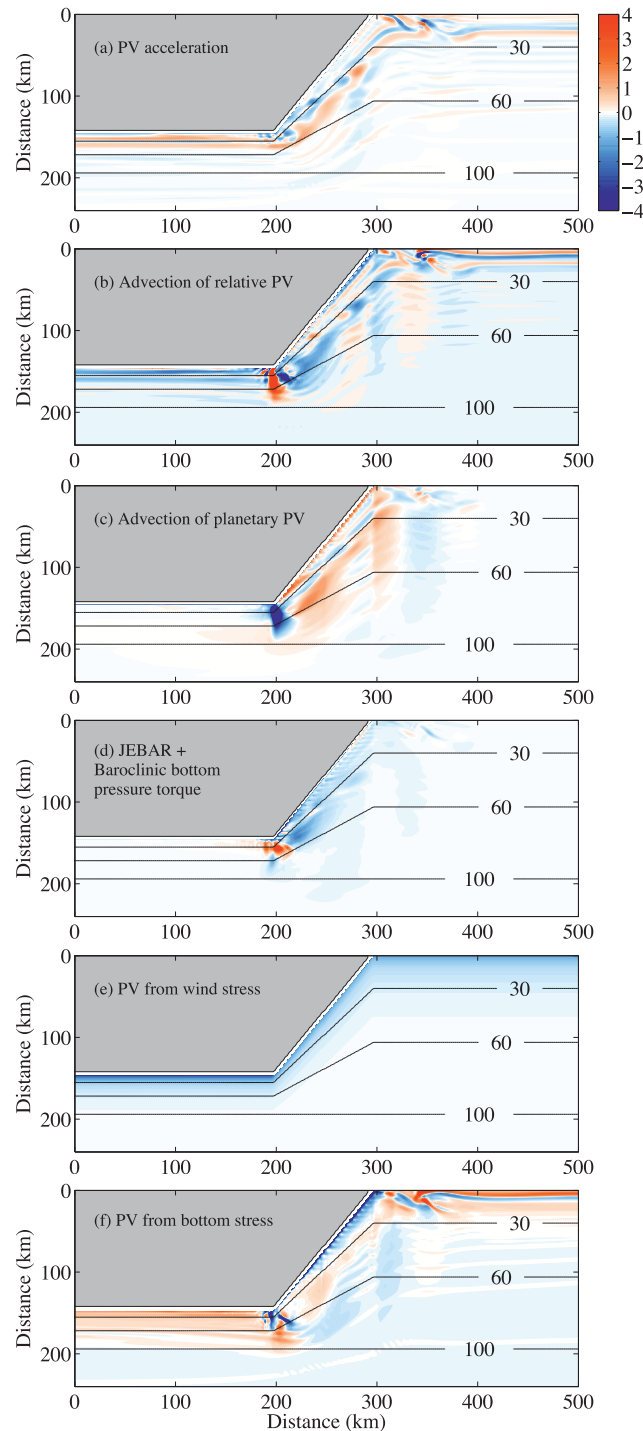 (a) PV acceleration
0
100
200
Distance (km)
30
60
100
0 100 200 300 400 500
4
3
2
1
0
−1
−2
−3
−4
(b) Advection of relative PV
0
100
200
Distance (km)
30
60
100
0 100 200 300 400 500
(c) Advection of planetary PV
0
100
200
Distance (km)
30
60
100
0 100 200 300 400 500
(d) JEBAR +
Baroclinic bottom
pressure torque
0
100
200
Distance (km)
30
60
100
0 100 200 300 400 500
(e) PV from wind stress
0
100
200
Distance (km)
30
60
100
0 100 200 300 400 500
(f) PV from bottom stress
0
100
200
Distance (km)
30
60
100
0 100 200 300 400 500
Distance (km)